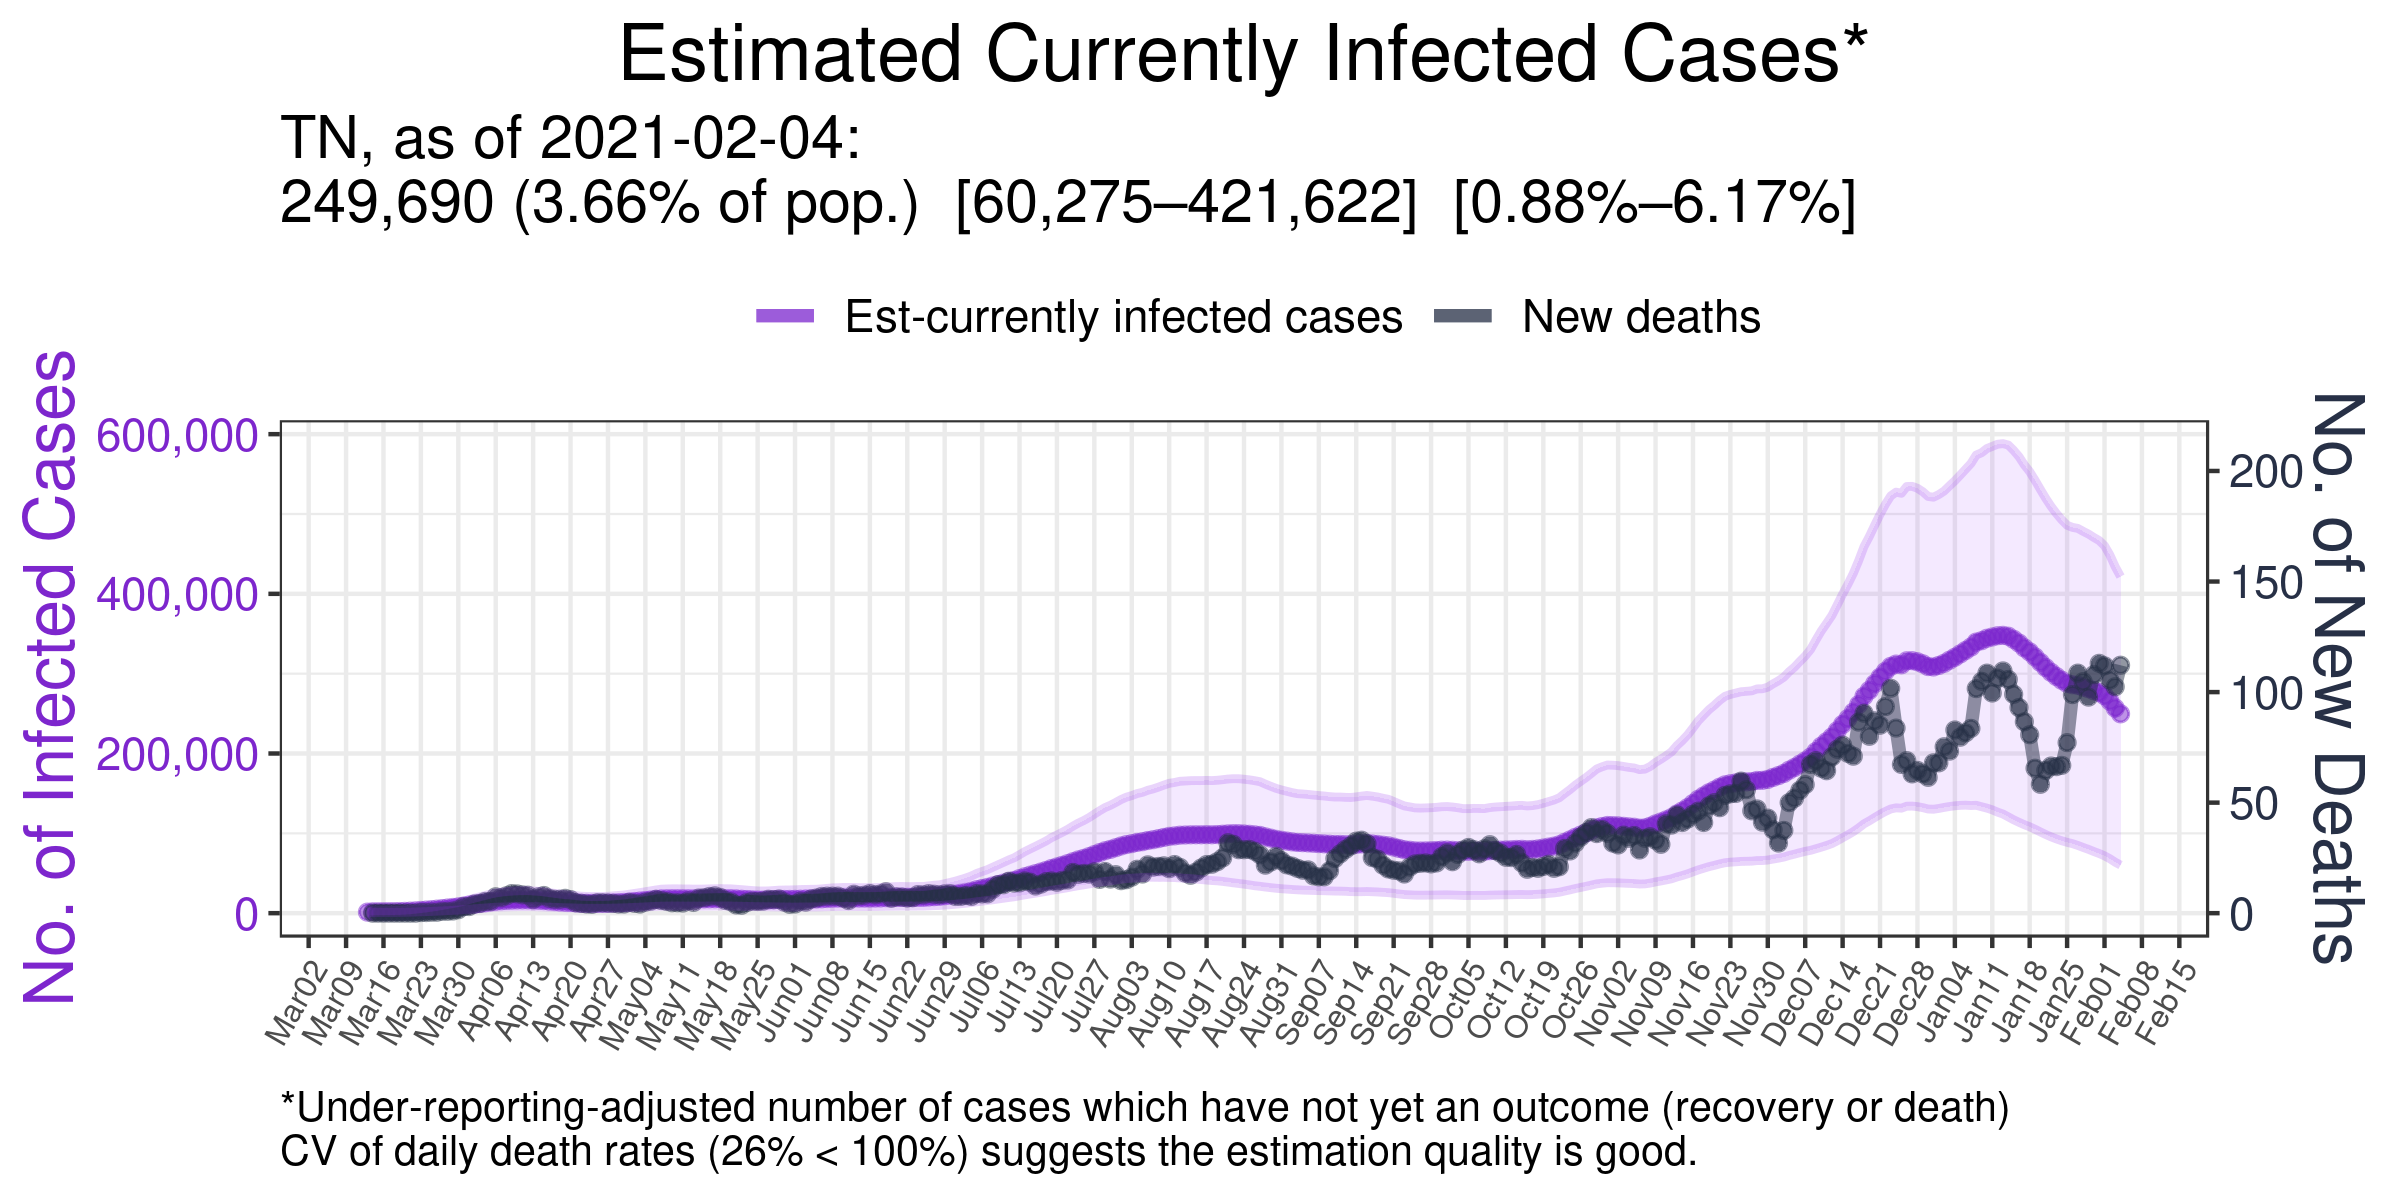 Estimated Currently Infected Cases*
TN, as of 2021-02-04:
249,690 (3.66% of pop.) [60,275–421,622] [0.88%–6.17%]
Est-currently infected cases
New deaths
No. of Infected Cases
600,000
400,000
200,000
0
200
150
100
50
0
No. of New Deaths
Mar02
Mar09
Mar16
Mar23
Mar30
Apr06
Apr13
Apr20
Apr27
May04
May11
May18
May25
Jun01
Jun08
Jun15
Jun22
Jun29
Jul06
Jul13
Jul20
Jul27
Aug03
Aug10
Aug17
Aug24
Aug31
Sep07
Sep14
Sep21
Sep28
Oct05
Oct12
Oct19
Oct26
Nov02
Nov09
Nov16
Nov23
Nov30
Dec07
Dec14
Dec21
Dec28
Jan04
Jan11
Jan18
Jan25
Feb01
Feb08
Feb15
*Under-reporting-adjusted number of cases which have not yet an outcome (recovery or death)
CV of daily death rates (26% < 100%) suggests the estimation quality is good.